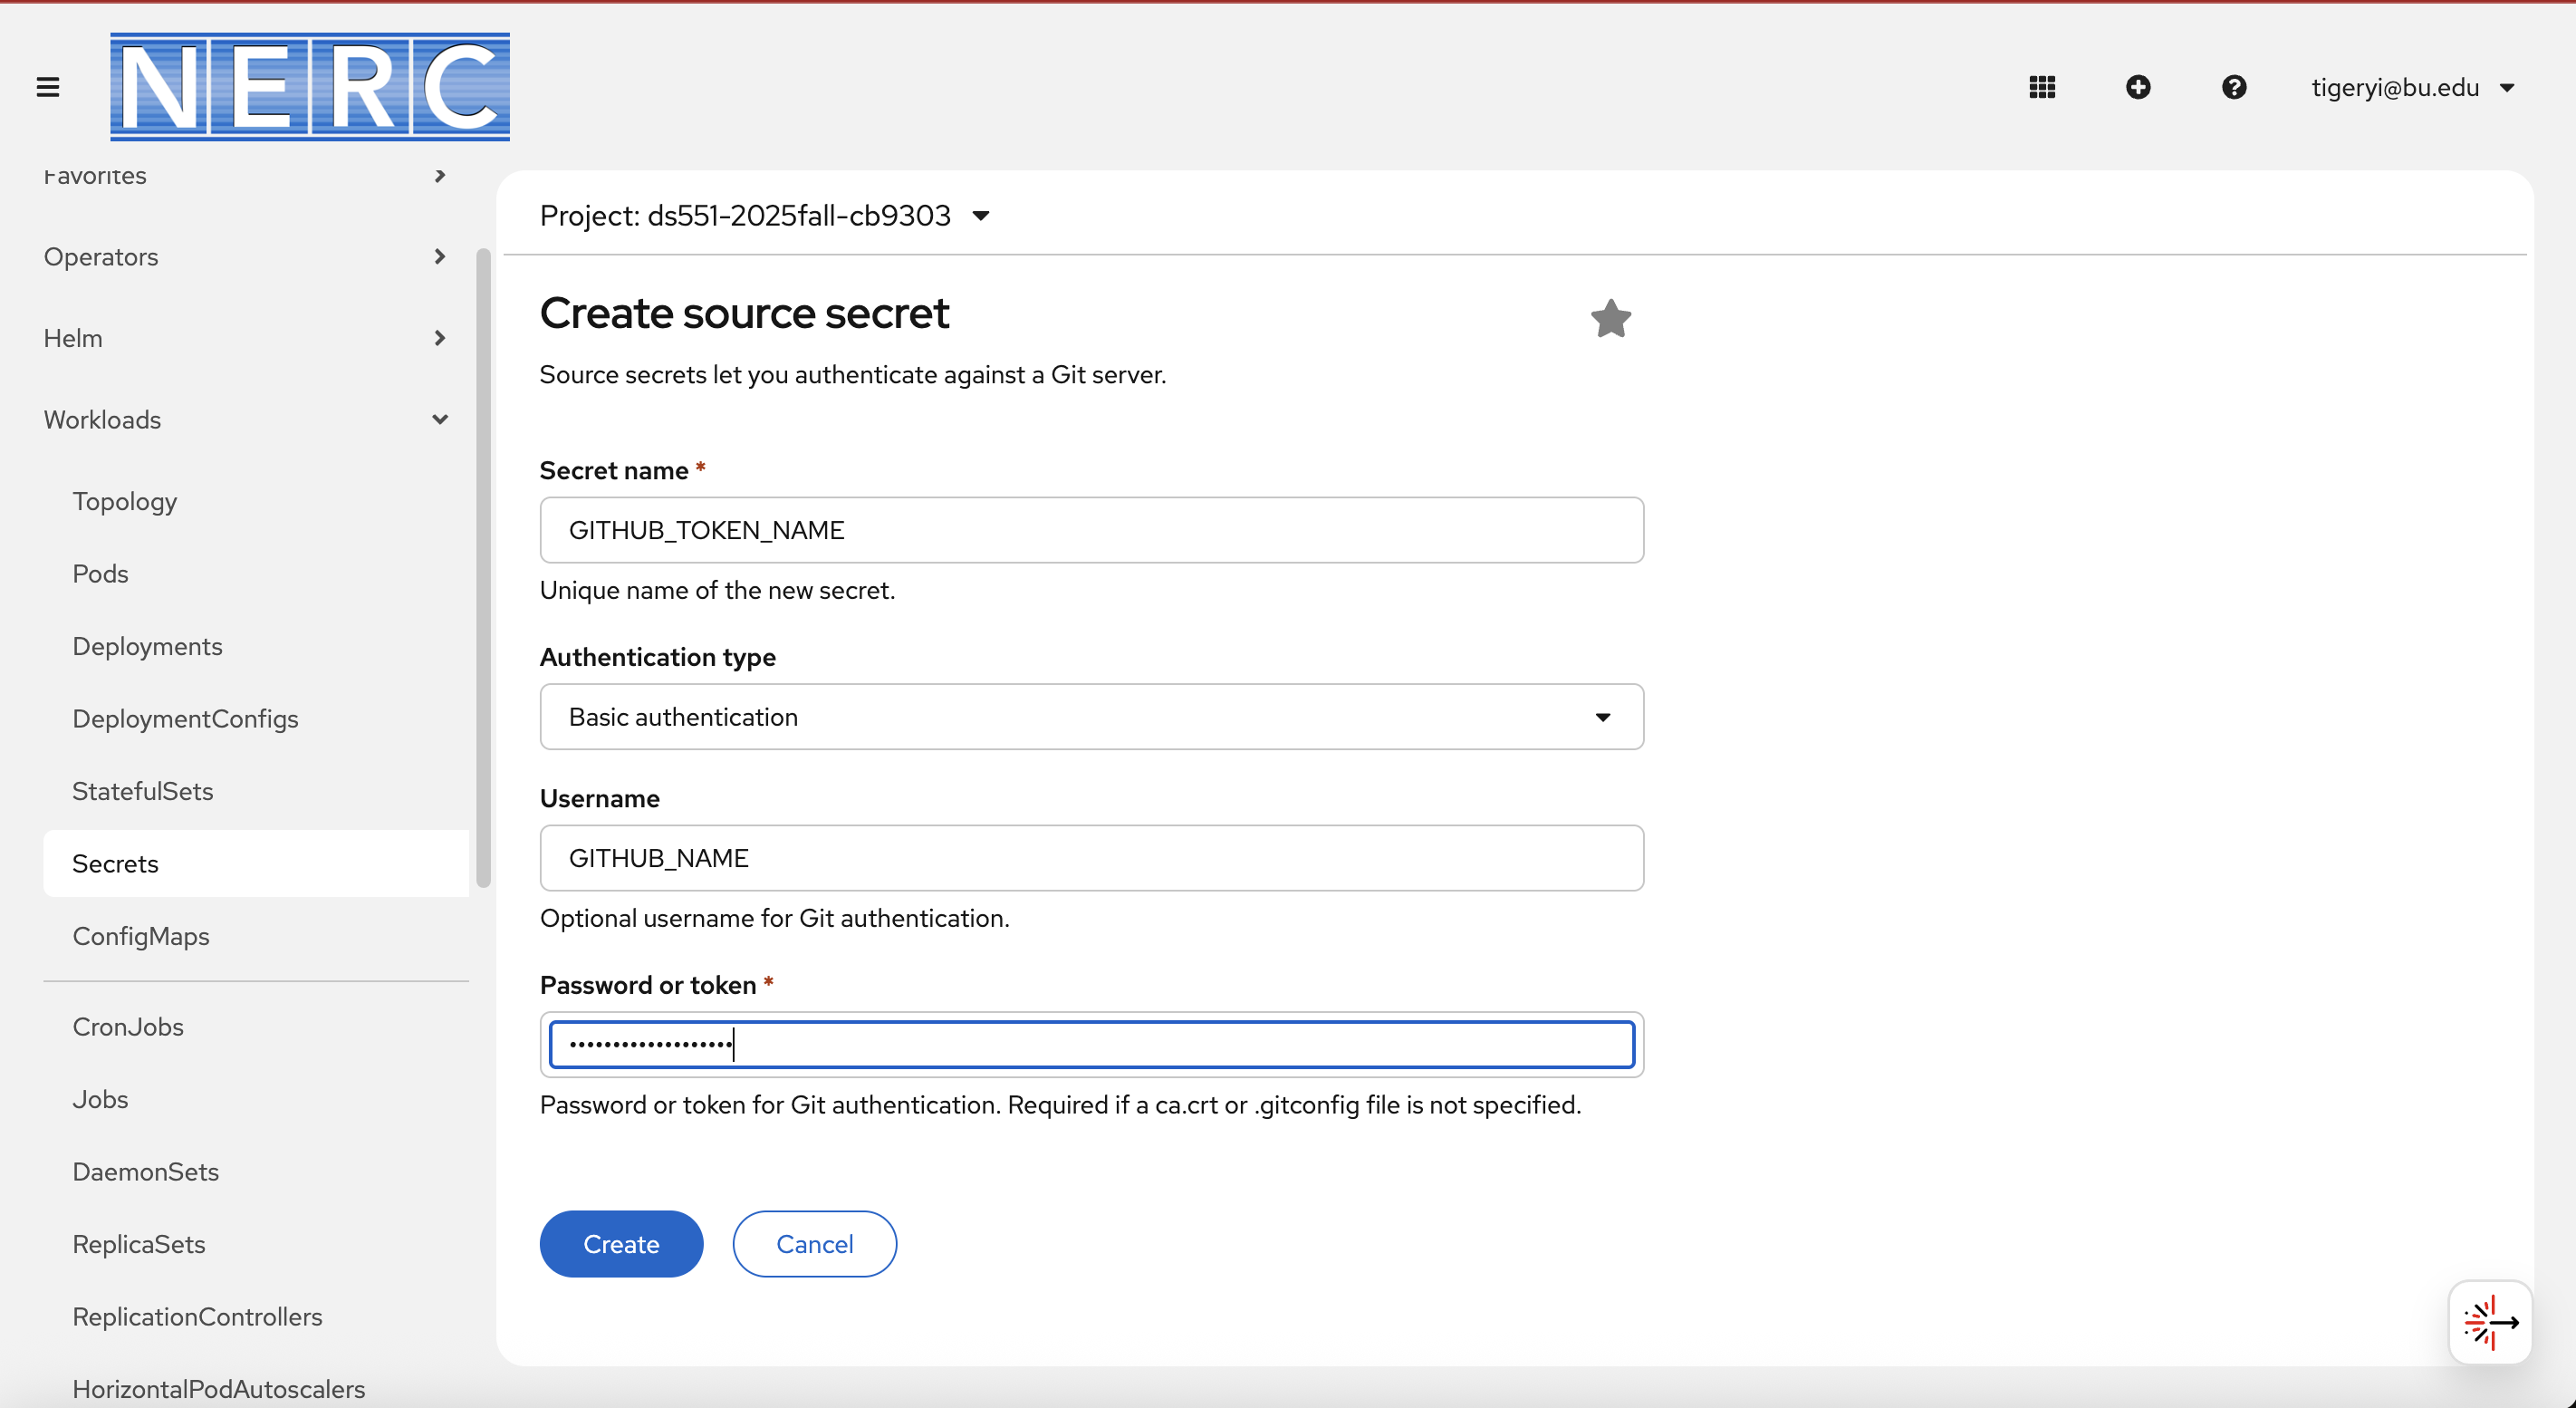 NERC
tigeryi@bu.edu
Favorites
Operators
Helm
Workloads
Topology
Pods
Deployments
DeploymentConfigs
StatefulSets
Secrets
ConfigMaps
CronJobs
Jobs
DaemonSets
ReplicaSets
ReplicationControllers
HorizontalPodAutoscalers
Project: ds551-2025fall-cb9303
Create source secret
Source secrets let you authenticate against a Git server.
Secret name *
GITHUB_TOKEN_NAME
Unique name of the new secret.
Authentication type
Basic authentication
Username
GITHUB_NAME
Optional username for Git authentication.
Password or token *
•••••••••••••••••••
Password or token for Git authentication. Required if a ca.crt or .gitconfig file is not specified.
Create
Cancel